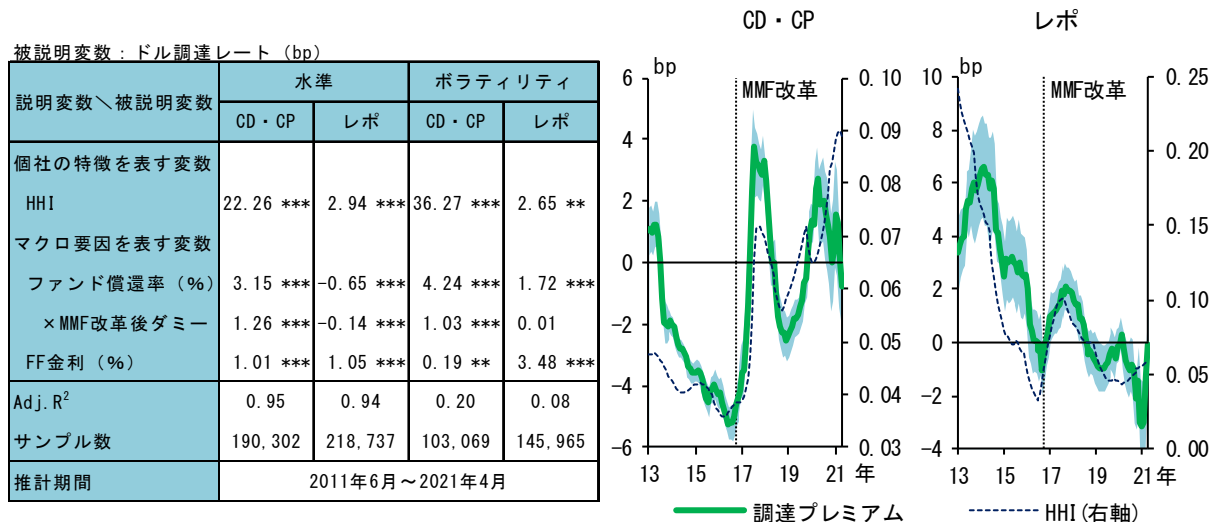 被説明変数：ドル調達レート（bp）
説明変数＼被説明変数 水準 ボラティリティ
CD・CP レポ CD・CP レポ
個社の特徴を表す変数
HHI 22.26 *** 2.94 *** 36.27 *** 2.65 **
マクロ要因を表す変数
ファンド償還率（%） 3.15 *** -0.65 *** 4.24 *** 1.72 ***
×MMF改革後ダミー 1.26 *** -0.14 *** 1.03 *** 0.01
FF金利（%） 1.01 *** 1.05 *** 0.19 ** 3.48 ***
Adj.R² 0.95 0.94 0.20 0.08
サンプル数 190,302 218,737 103,069 145,965
推計期間 2011年6月～2021年4月
CD・CP
bp
MMF改革
6
4
2
0
-2
-4
-6
0.10
0.09
0.08
0.07
0.06
0.05
0.04
0.03
13 15 17 19 21 年
レポ
bp
MMF改革
10
8
6
4
2
0
-2
-4
0.25
0.20
0.15
0.10
0.05
0.00
13 15 17 19 21 年
調達プレミアム HHI(右軸)